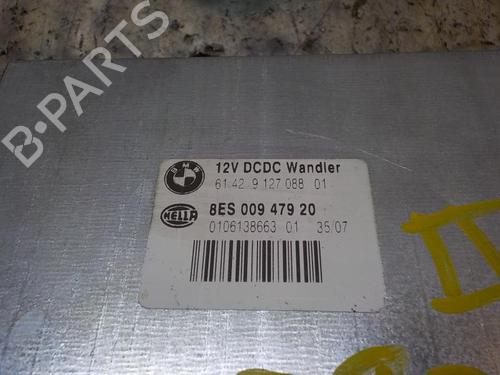 B-PARTS
BMW
12V DCDC Wandler
61.42 9 127 088 01
HELLA
8ES 009 479 20
0106138663 01 35/07